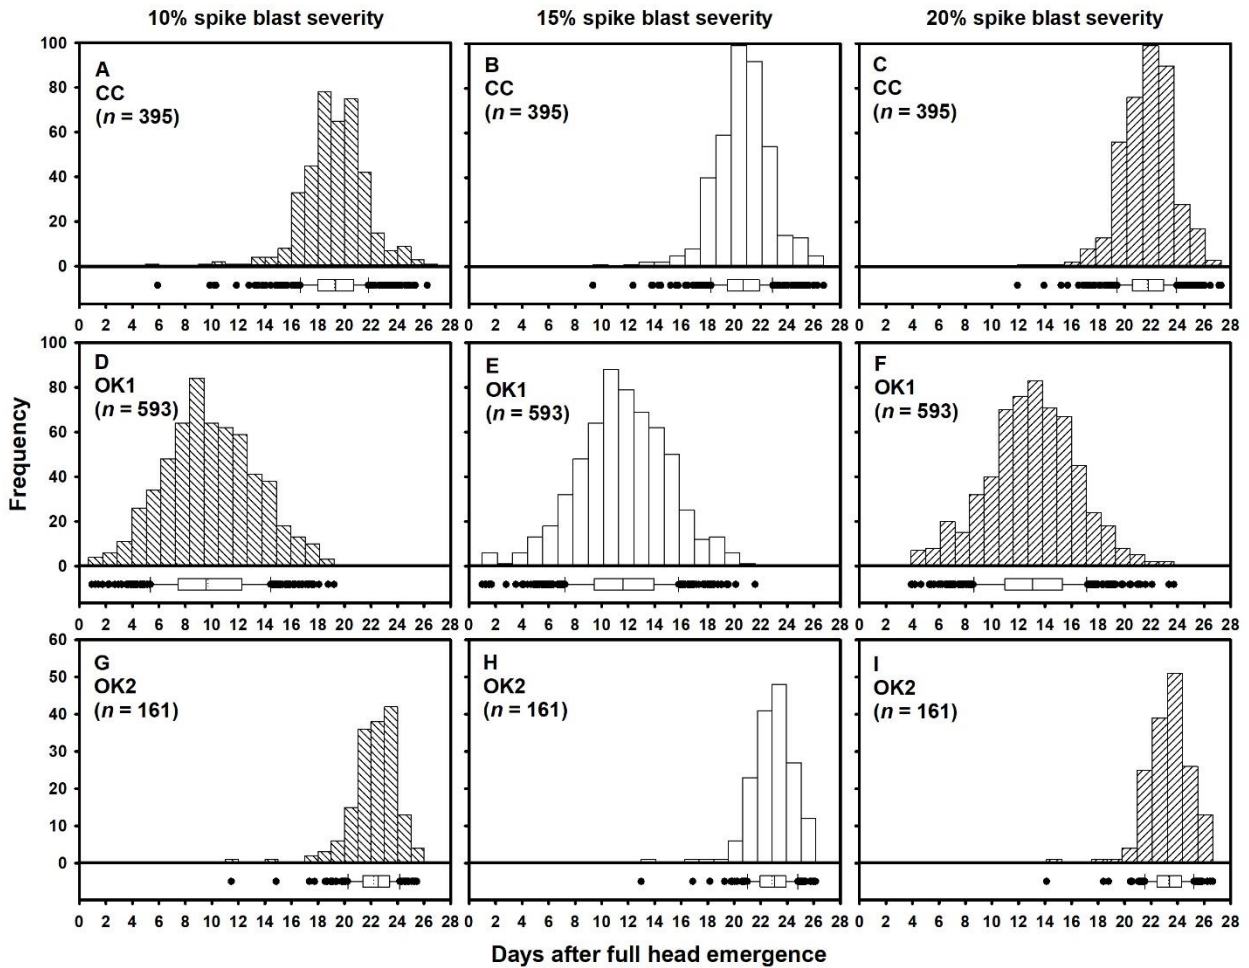 10% spike blast severity
15% spike blast severity
20% spike blast severity
Frequency
100
80
60
40
20
0
A
CC
(n = 395)
B
CC
(n = 395)
C
CC
(n = 395)
0 2 4 6 8 10 12 14 16 18 20 22 24 26 28
0 2 4 6 8 10 12 14 16 18 20 22 24 26 28
0 2 4 6 8 10 12 14 16 18 20 22 24 26 28
100
80
60
40
20
0
D
OK1
(n = 593)
E
OK1
(n = 593)
F
OK1
(n = 593)
0 2 4 6 8 10 12 14 16 18 20 22 24 26 28
0 2 4 6 8 10 12 14 16 18 20 22 24 26 28
0 2 4 6 8 10 12 14 16 18 20 22 24 26 28
60
50
40
30
20
10
0
G
OK2
(n = 161)
H
OK2
(n = 161)
I
OK2
(n = 161)
0 2 4 6 8 10 12 14 16 18 20 22 24 26 28
0 2 4 6 8 10 12 14 16 18 20 22 24 26 28
0 2 4 6 8 10 12 14 16 18 20 22 24 26 28
Days after full head emergence